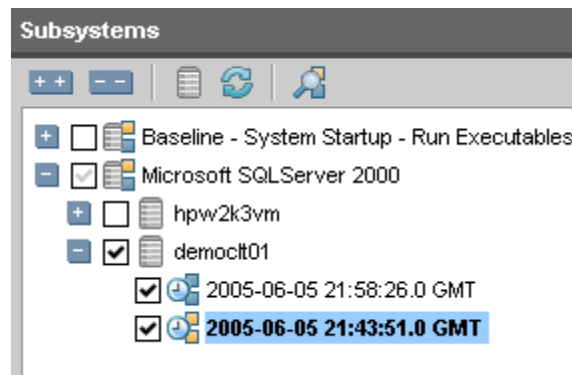 Subsystems
Baseline - System Startup - Run Executables
Microsoft SQLServer 2000
hpw2k3vm
democlt01
2005-06-05 21:58:26.0 GMT
2005-06-05 21:43:51.0 GMT